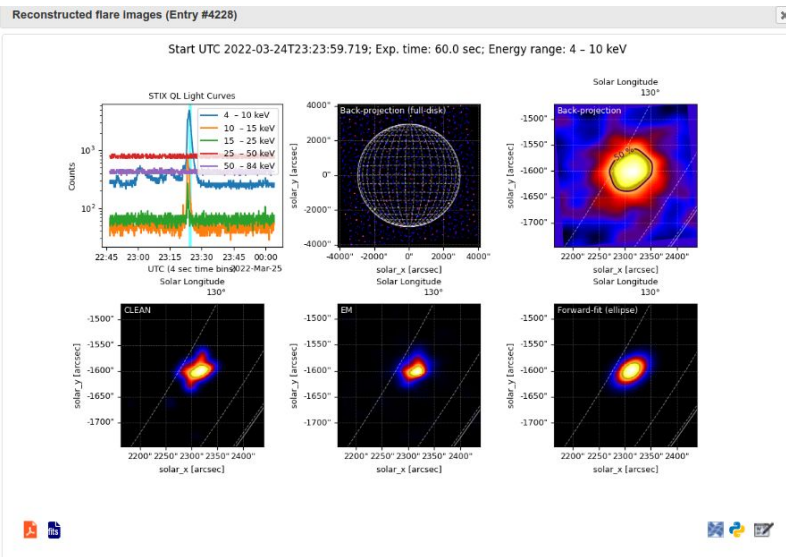 Reconstructed flare images (Entry #4228)
Start UTC 2022-03-24T23:23:59.719; Exp. time: 60.0 sec; Energy range: 4 – 10 keV
STIX QL Light Curves
Counts
10³
10²
4 – 10 keV
10 – 15 keV
15 – 25 keV
25 – 50 keV
50 – 84 keV
22:45 23:00 23:15 23:30 23:45 00:00
UTC (4 sec time bins)
2022-Mar-25
Back-projection (full-disk)
solar_y [arcsec]
4000"
2000"
0"
-2000"
-4000"
-4000" -2000" 0" 2000" 4000"
solar_x [arcsec]
Solar Longitude
130°
Back-projection
50 %
solar_y [arcsec]
-1500"
-1550"
-1600"
-1650"
-1700"
2200" 2250" 2300" 2350" 2400"
solar_x [arcsec]
Solar Longitude
130°
CLEAN
solar_y [arcsec]
-1500"
-1550"
-1600"
-1650"
-1700"
2200" 2250" 2300" 2350" 2400"
solar_x [arcsec]
Solar Longitude
130°
EM
solar_y [arcsec]
-1500"
-1550"
-1600"
-1650"
-1700"
2200" 2250" 2300" 2350" 2400"
solar_x [arcsec]
Solar Longitude
130°
Forward-fit (ellipse)
solar_y [arcsec]
-1500"
-1550"
-1600"
-1650"
-1700"
2200" 2250" 2300" 2350" 2400"
solar_x [arcsec]
fits